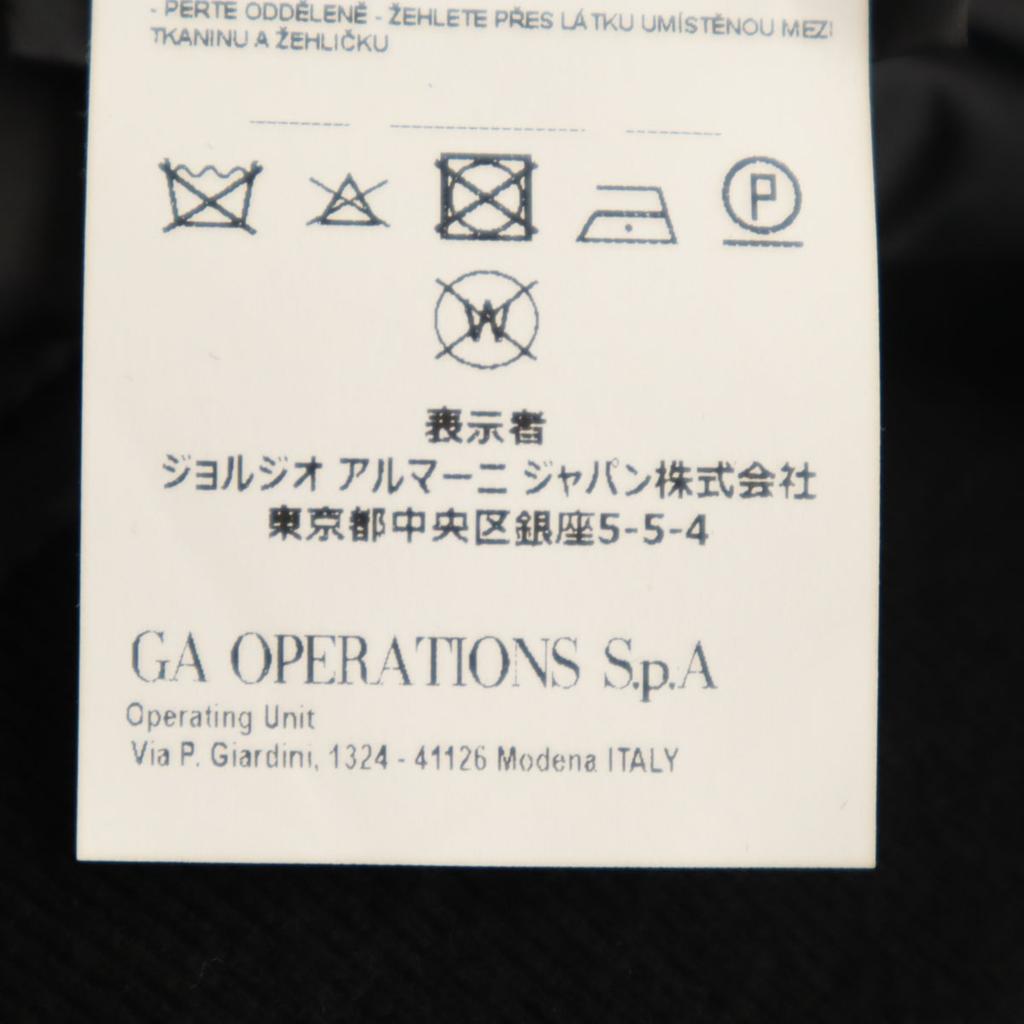 - PERTE ODDĚLENĚ - ŽEHLETE PŘES LÁTKU UMÍSTĚNOU MEZI
TKANINU A ŽEHLIČKU
P
W
表示者
ジョルジオ アルマーニ ジャパン株式会社
東京都中央区銀座5-5-4
GA OPERATIONS S.p.A
Operating Unit
Via P. Giardini, 1324 - 41126 Modena ITALY